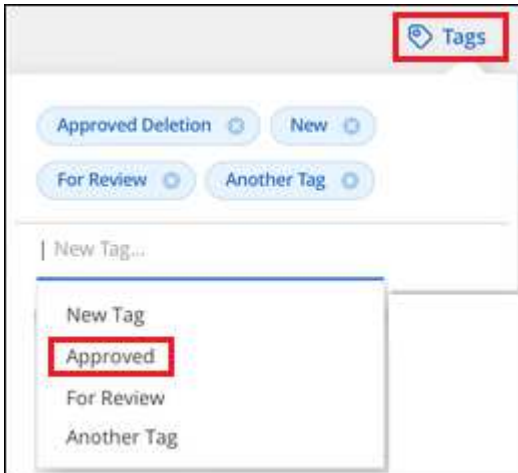 Tags
Approved Deletion New
For Review Another Tag
New Tag...
New Tag
Approved
For Review
Another Tag